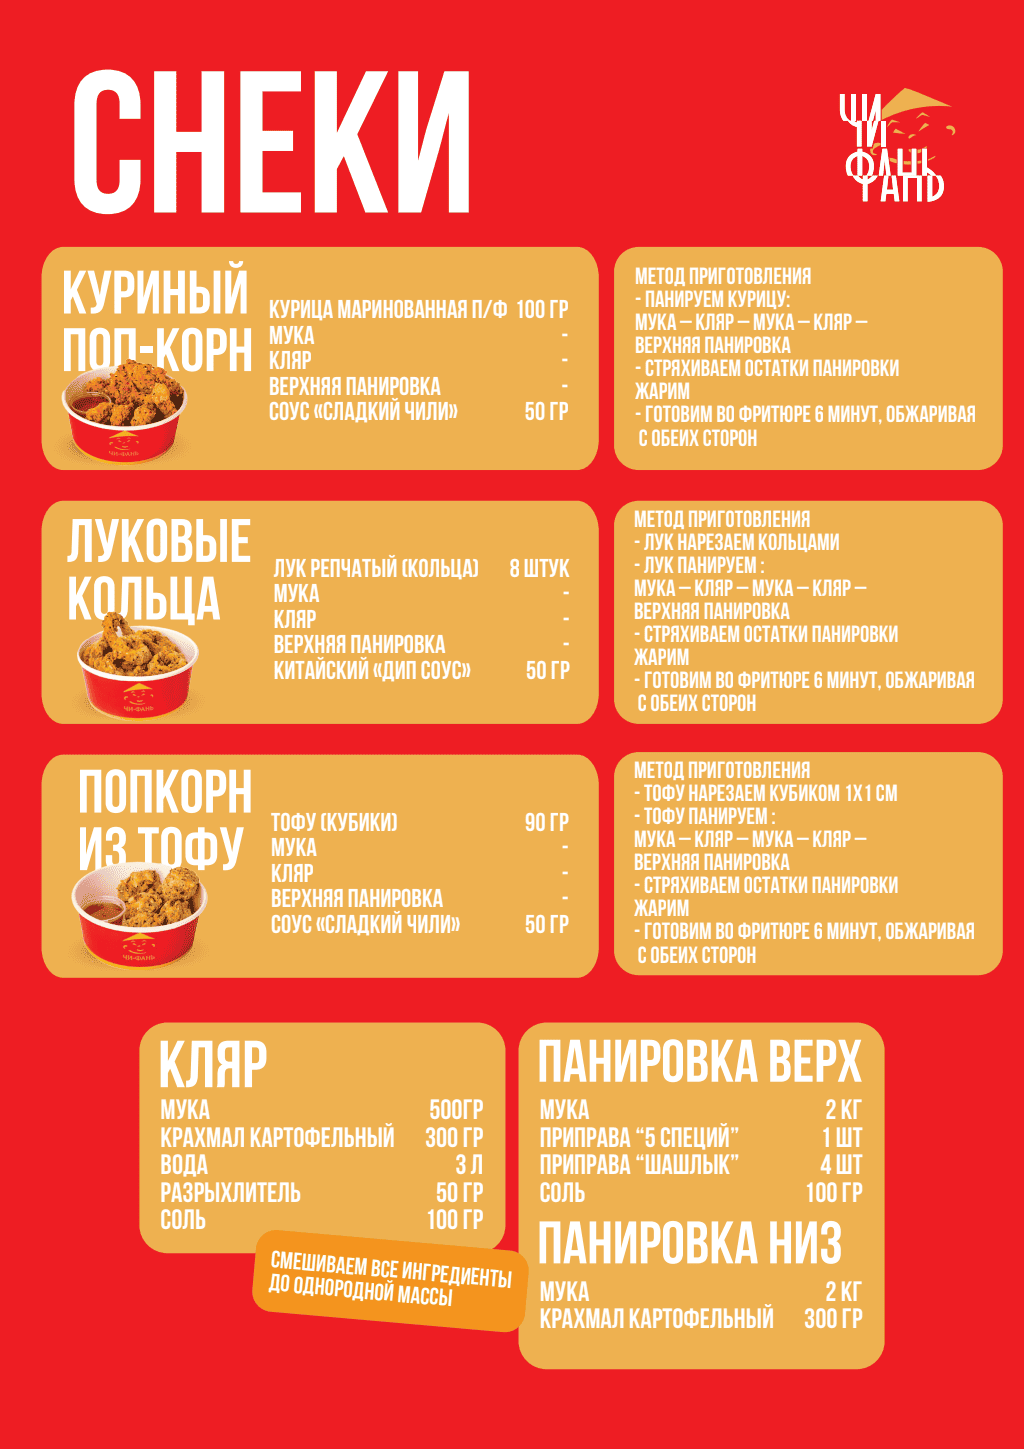 СНЕКИ
ЧИ
ФАНЬ
КУРИНЫЙ
ПОП-КОРН
КУРИЦА МАРИНОВАННАЯ П/Ф 100 ГР
МУКА -
КЛЯР -
ВЕРХНЯЯ ПАНИРОВКА -
СОУС «СЛАДКИЙ ЧИЛИ» 50 ГР
ЧИ-ФАНЬ
МЕТОД ПРИГОТОВЛЕНИЯ
- ПАНИРУЕМ КУРИЦУ:
МУКА – КЛЯР – МУКА – КЛЯР –
ВЕРХНЯЯ ПАНИРОВКА
- СТРЯХИВАЕМ ОСТАТКИ ПАНИРОВКИ
ЖАРИМ
- ГОТОВИМ ВО ФРИТЮРЕ 6 МИНУТ, ОБЖАРИВАЯ
С ОБЕИХ СТОРОН
ЛУКОВЫЕ
КОЛЬЦА
ЛУК РЕПЧАТЫЙ (КОЛЬЦА) 8 ШТУК
МУКА -
КЛЯР -
ВЕРХНЯЯ ПАНИРОВКА -
КИТАЙСКИЙ «ДИП СОУС» 50 ГР
ЧИ-ФАНЬ
МЕТОД ПРИГОТОВЛЕНИЯ
- ЛУК НАРЕЗАЕМ КОЛЬЦАМИ
- ЛУК ПАНИРУЕМ :
МУКА – КЛЯР – МУКА – КЛЯР –
ВЕРХНЯЯ ПАНИРОВКА
- СТРЯХИВАЕМ ОСТАТКИ ПАНИРОВКИ
ЖАРИМ
- ГОТОВИМ ВО ФРИТЮРЕ 6 МИНУТ, ОБЖАРИВАЯ
С ОБЕИХ СТОРОН
ПОПКОРН
ИЗ ТОФУ
ТОФУ (КУБИКИ) 90 ГР
МУКА -
КЛЯР -
ВЕРХНЯЯ ПАНИРОВКА -
СОУС «СЛАДКИЙ ЧИЛИ» 50 ГР
ЧИ-ФАНЬ
МЕТОД ПРИГОТОВЛЕНИЯ
- ТОФУ НАРЕЗАЕМ КУБИКОМ 1Х1 СМ
- ТОФУ ПАНИРУЕМ :
МУКА – КЛЯР – МУКА – КЛЯР –
ВЕРХНЯЯ ПАНИРОВКА
- СТРЯХИВАЕМ ОСТАТКИ ПАНИРОВКИ
ЖАРИМ
- ГОТОВИМ ВО ФРИТЮРЕ 6 МИНУТ, ОБЖАРИВАЯ
С ОБЕИХ СТОРОН
КЛЯР
МУКА 500ГР
КРАХМАЛ КАРТОФЕЛЬНЫЙ 300 ГР
ВОДА 3 Л
РАЗРЫХЛИТЕЛЬ 50 ГР
СОЛЬ 100 ГР
СМЕШИВАЕМ ВСЕ ИНГРЕДИЕНТЫ
ДО ОДНОРОДНОЙ МАССЫ
ПАНИРОВКА ВЕРХ
МУКА 2 КГ
ПРИПРАВА “5 СПЕЦИЙ” 1 ШТ
ПРИПРАВА “ШАШЛЫК” 4 ШТ
СОЛЬ 100 ГР
ПАНИРОВКА НИЗ
МУКА 2 КГ
КРАХМАЛ КАРТОФЕЛЬНЫЙ 300 ГР